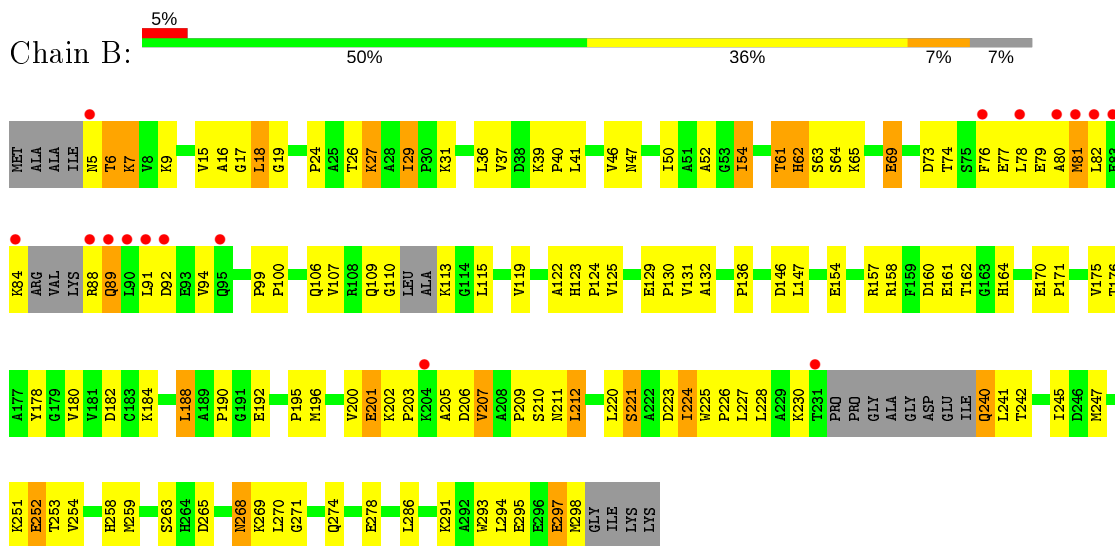 5%
Chain B:
50% 36% 7% 7%
MET ALA ALA ILE N5 T6 K7 V8 K9 V15 A16 G17 L18 G19 P24 A25 T26 K27 A28 I29 P30 K31 L36 V37 D38 K39 P40 L41 V46 N47 I50 A51 A52 G53 I54 T61 H62 S63 S64 K65 E69 D73 T74 S75 F76 E77 L78 E79 A80 M81 L82
K84 ARG VAL LYS R88 Q89 L90 L91 D92 E93 V94 Q95 P99 P100 Q106 V107 R108 Q109 G110 LEU ALA K113 G114 L115 V119 A122 H123 P124 V125 E129 P130 V131 A132 P136 D146 L147 E154 R157 R158 F159 D160 E161 T162 G163 H164 E170 P171 V175 T176
A177 Y178 G179 V180 V181 D182 C183 K184 L188 A189 P190 G191 E192 P195 M196 V200 E201 K202 P203 K204 A205 D206 V207 A208 P209 S210 N211 L212 L220 S221 A222 D223 I224 W225 P226 L227 L228 A229 K230 T231 PRO PRO GLY ALA GLY ASP GLU ILE Q240 L241 T242 I245 D246 M247
K251 E252 T253 V254 H258 M259 S263 H264 D265 N268 K269 L270 G271 Q274 E278 L286 K291 A292 W293 L294 E295 E296 E297 M298 GLY ILE LYS LYS